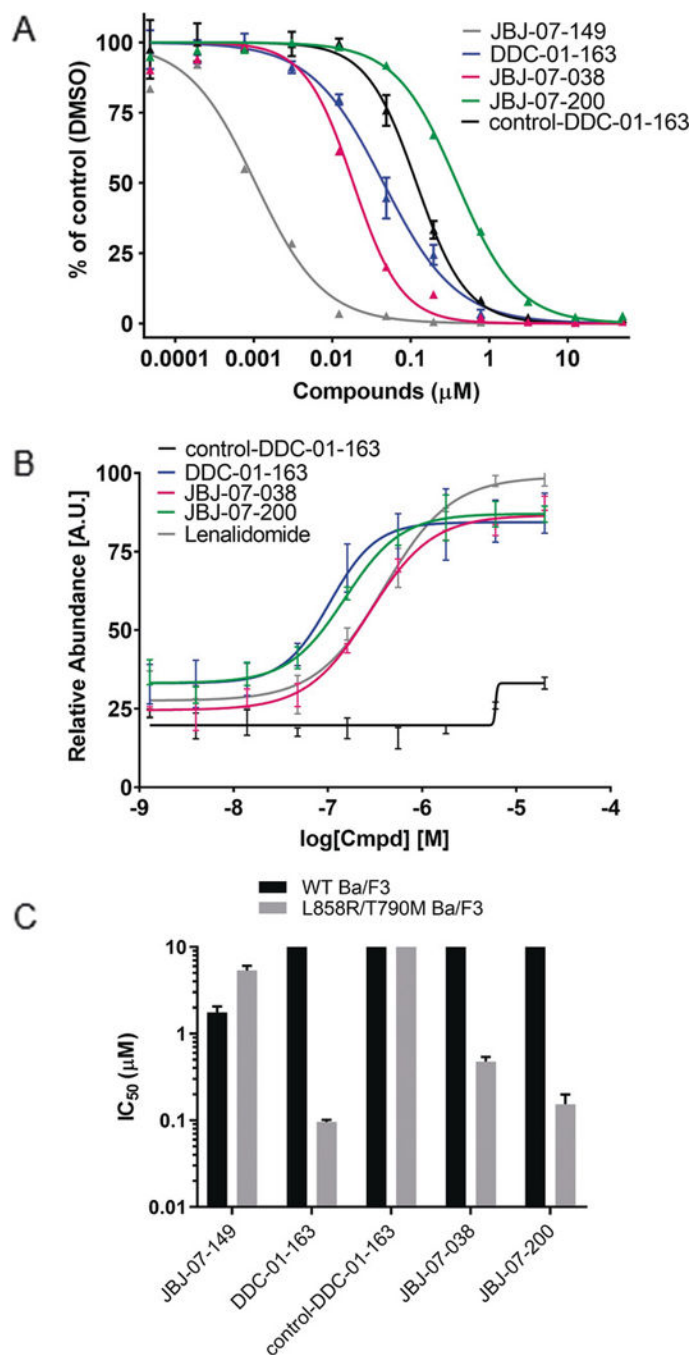 A
JBJ-07-149
DDC-01-163
JBJ-07-038
JBJ-07-200
control-DDC-01-163
% of control (DMSO)
100
75
50
25
0
0.0001 0.001 0.01 0.1 1 10
Compounds (μM)
B
control-DDC-01-163
DDC-01-163
JBJ-07-038
JBJ-07-200
Lenalidomide
Relative Abundance [A.U.]
100
75
50
25
0
-9 -8 -7 -6 -5 -4
log[Cmpd] [M]
C
WT Ba/F3
L858R/T790M Ba/F3
IC50 (μM)
10
1
0.1
0.01
JBJ-07-149
DDC-01-163
control-DDC-01-163
JBJ-07-038
JBJ-07-200